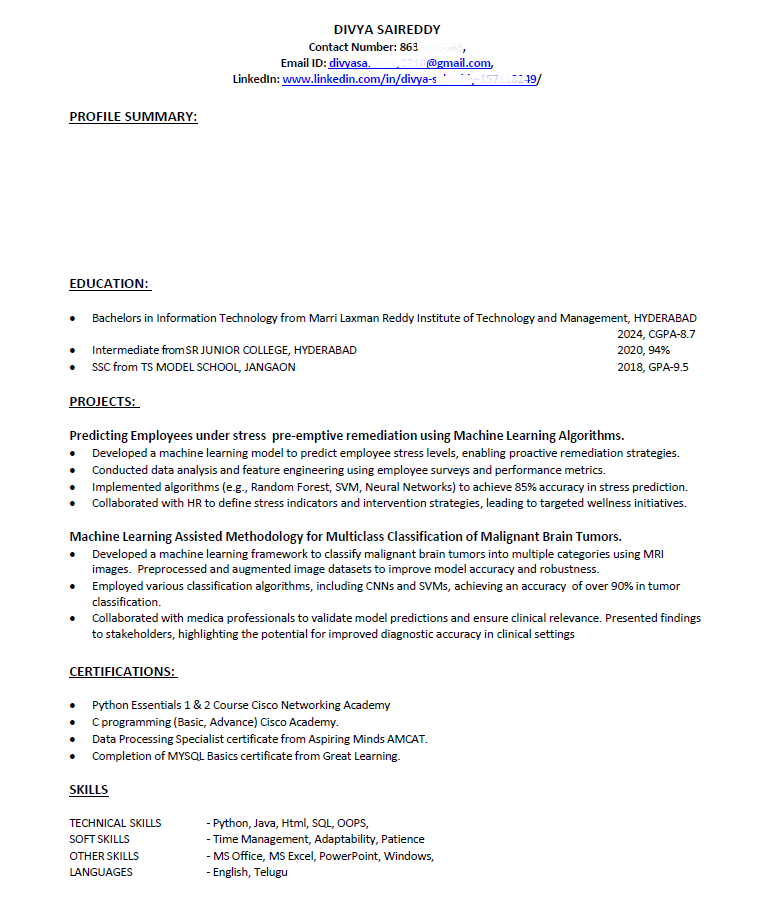 DIVYA SAIREDDY
Contact Number: 863
Email ID: divyasa. @gmail.com,
LinkedIn: www.linkedin.com/in/divya-s 49/
PROFILE SUMMARY:
EDUCATION:
• Bachelors in Information Technology from Marri Laxman Reddy Institute of Technology and Management, HYDERABAD
2024, CGPA-8.7
• Intermediate from SR JUNIOR COLLEGE, HYDERABAD 2020, 94%
• SSC from TS MODEL SCHOOL, JANGAON 2018, GPA-9.5
PROJECTS:
Predicting Employees under stress pre-emptive remediation using Machine Learning Algorithms.
• Developed a machine learning model to predict employee stress levels, enabling proactive remediation strategies.
• Conducted data analysis and feature engineering using employee surveys and performance metrics.
• Implemented algorithms (e.g., Random Forest, SVM, Neural Networks) to achieve 85% accuracy in stress prediction.
• Collaborated with HR to define stress indicators and intervention strategies, leading to targeted wellness initiatives.
Machine Learning Assisted Methodology for Multiclass Classification of Malignant Brain Tumors.
• Developed a machine learning framework to classify malignant brain tumors into multiple categories using MRI
images. Preprocessed and augmented image datasets to improve model accuracy and robustness.
• Employed various classification algorithms, including CNNs and SVMs, achieving an accuracy of over 90% in tumor
classification.
• Collaborated with medica professionals to validate model predictions and ensure clinical relevance. Presented findings
to stakeholders, highlighting the potential for improved diagnostic accuracy in clinical settings
CERTIFICATIONS:
• Python Essentials 1 & 2 Course Cisco Networking Academy
• C programming (Basic, Advance) Cisco Academy.
• Data Processing Specialist certificate from Aspiring Minds AMCAT.
• Completion of MYSQL Basics certificate from Great Learning.
SKILLS
TECHNICAL SKILLS - Python, Java, Html, SQL, OOPS,
SOFT SKILLS - Time Management, Adaptability, Patience
OTHER SKILLS - MS Office, MS Excel, PowerPoint, Windows,
LANGUAGES - English, Telugu